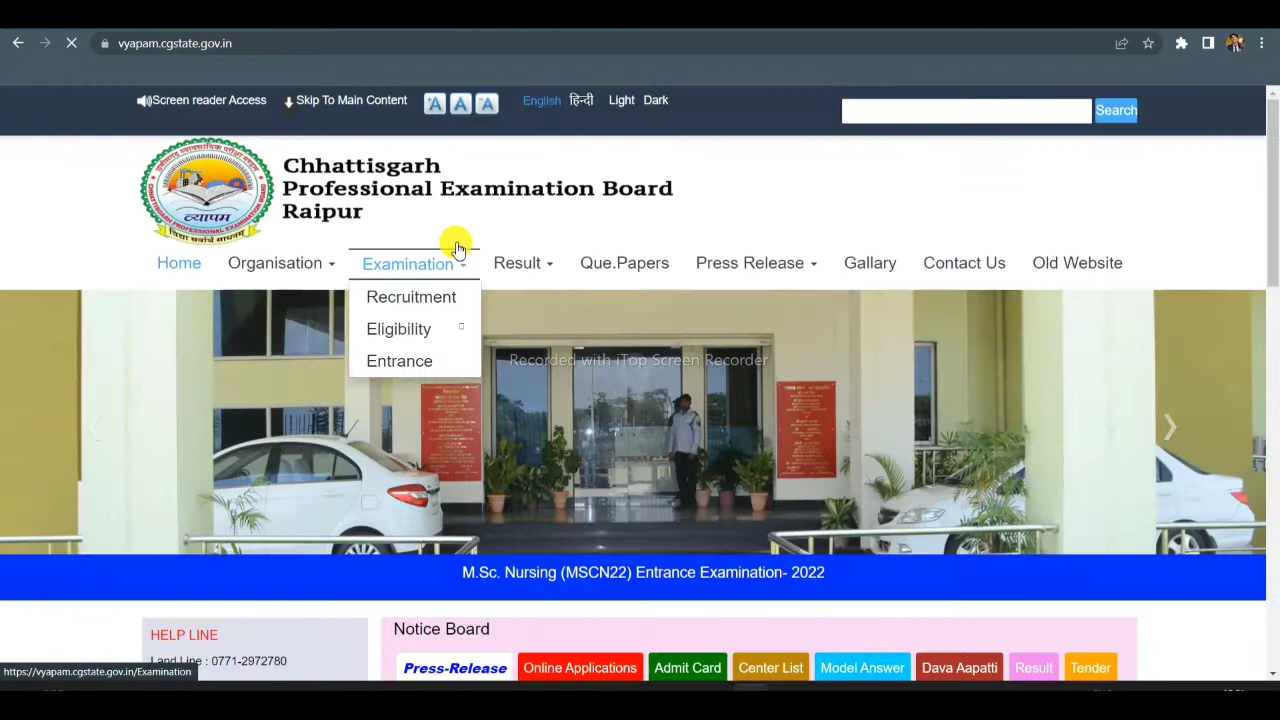 vyapam.cgstate.gov.in
Screen reader Access
Skip To Main Content
+A A -A
English
हिन्दी
Light
Dark
Search
व्यापम
Chhattisgarh
Professional Examination Board
Raipur
Home
Organisation
Examination
Result
Que.Papers
Press Release
Gallary
Contact Us
Old Website
Recruitment
Eligibility
Entrance
Recorded with iTop Screen Recorder
M.Sc. Nursing (MSCN22) Entrance Examination- 2022
HELP LINE
Land Line : 0771-2972780
Notice Board
Press-Release
Online Applications
Admit Card
Center List
Model Answer
Dava Aapatti
Result
Tender
https://vyapam.cgstate.gov.in/Examination